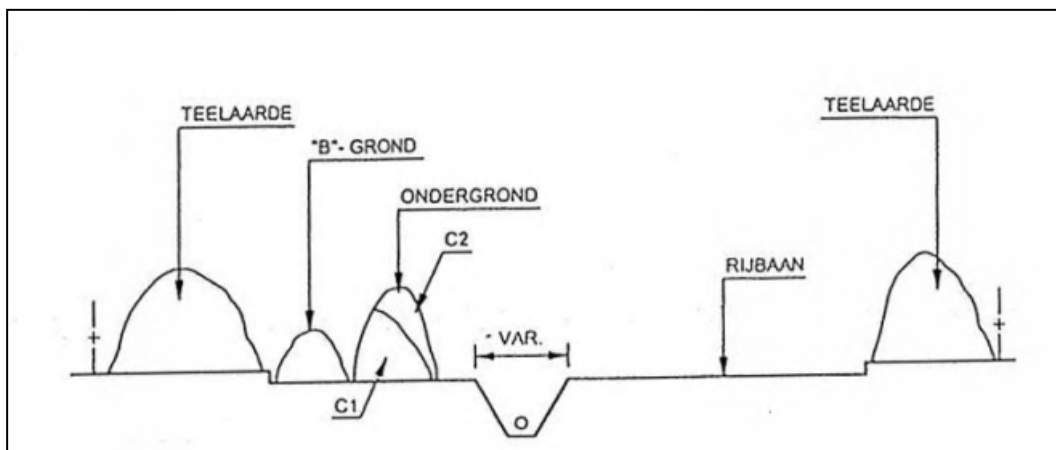 TEELAARDE
TEELAARDE
"B"- GROND
ONDERGROND
C2
RIJBAAN
VAR.
C1